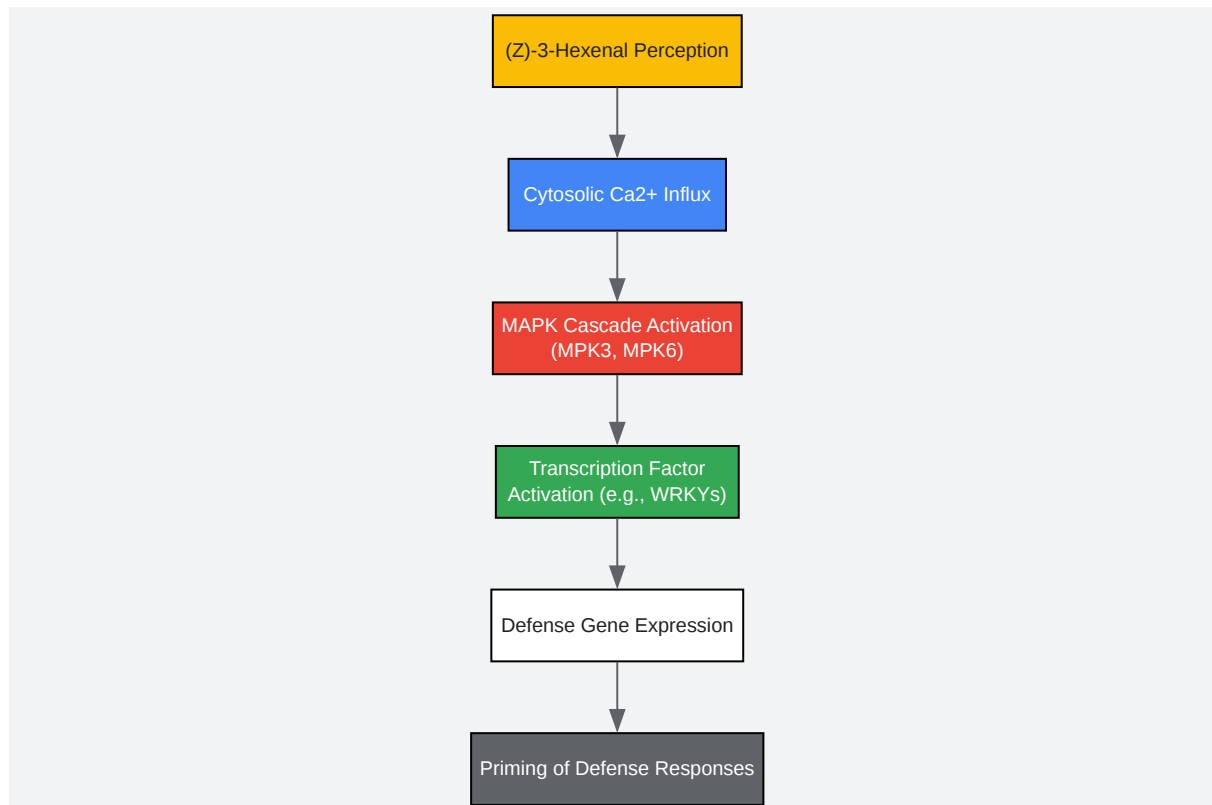 (Z)-3-Hexenal Perception
Cytosolic Ca2+ Influx
MAPK Cascade Activation
(MPK3, MPK6)
Transcription Factor
Activation (e.g., WRKYs)
Defense Gene Expression
Priming of Defense Responses